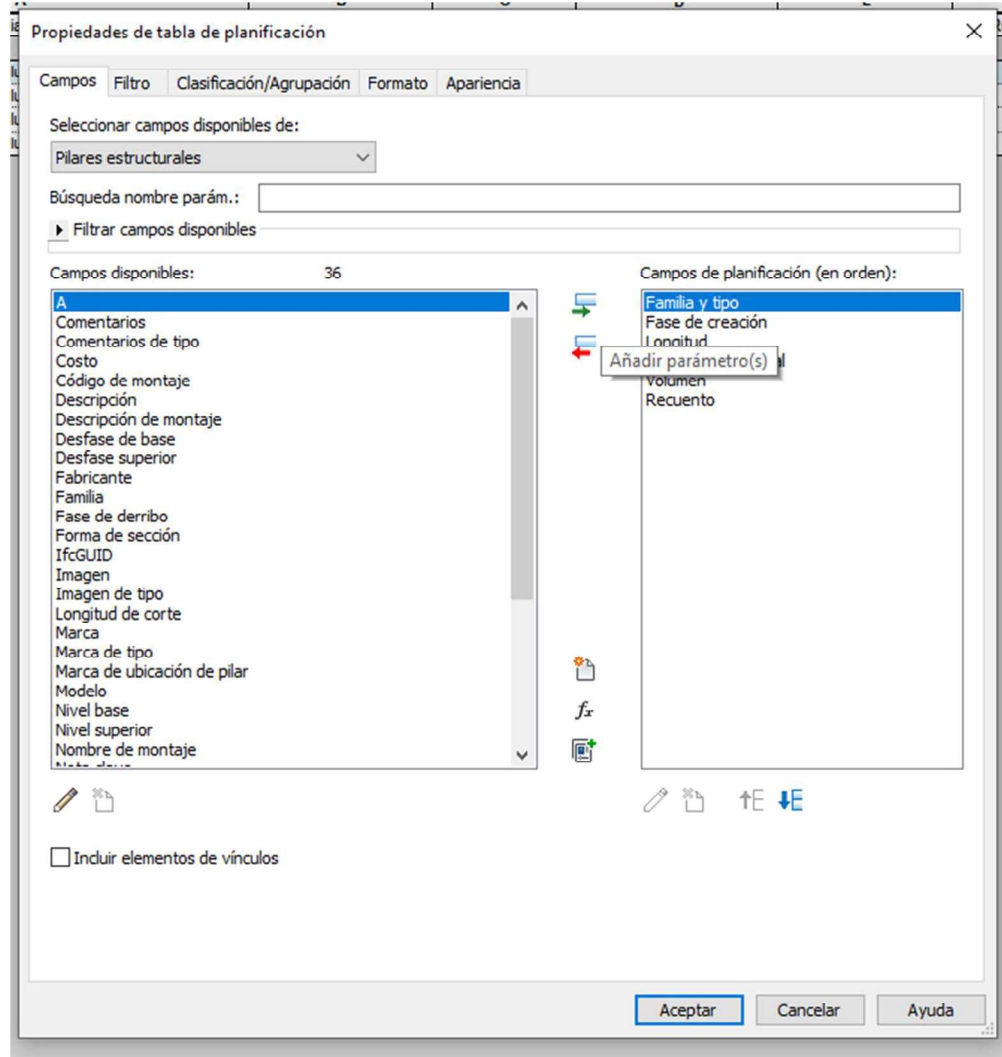 Propiedades de tabla de planificación
Campos Filtro Clasificación/Agrupación Formato Apariencia
Seleccionar campos disponibles de:
Pilares estructurales
Búsqueda nombre parám.:
Filtrar campos disponibles
Campos disponibles: 36
A
Comentarios
Comentarios de tipo
Costo
Código de montaje
Descripción
Descripción de montaje
Desfase de base
Desfase superior
Fabricante
Familia
Fase de derribo
Forma de sección
IfcGUID
Imagen
Imagen de tipo
Longitud de corte
Marca
Marca de tipo
Marca de ubicación de pilar
Modelo
Nivel base
Nivel superior
Nombre de montaje
Campos de planificación (en orden):
Familia y tipo
Fase de creación
Longitud
Añadir parámetro(s)
Volumen
Recuento
fx
Incluir elementos de vínculos
Aceptar Cancelar Ayuda